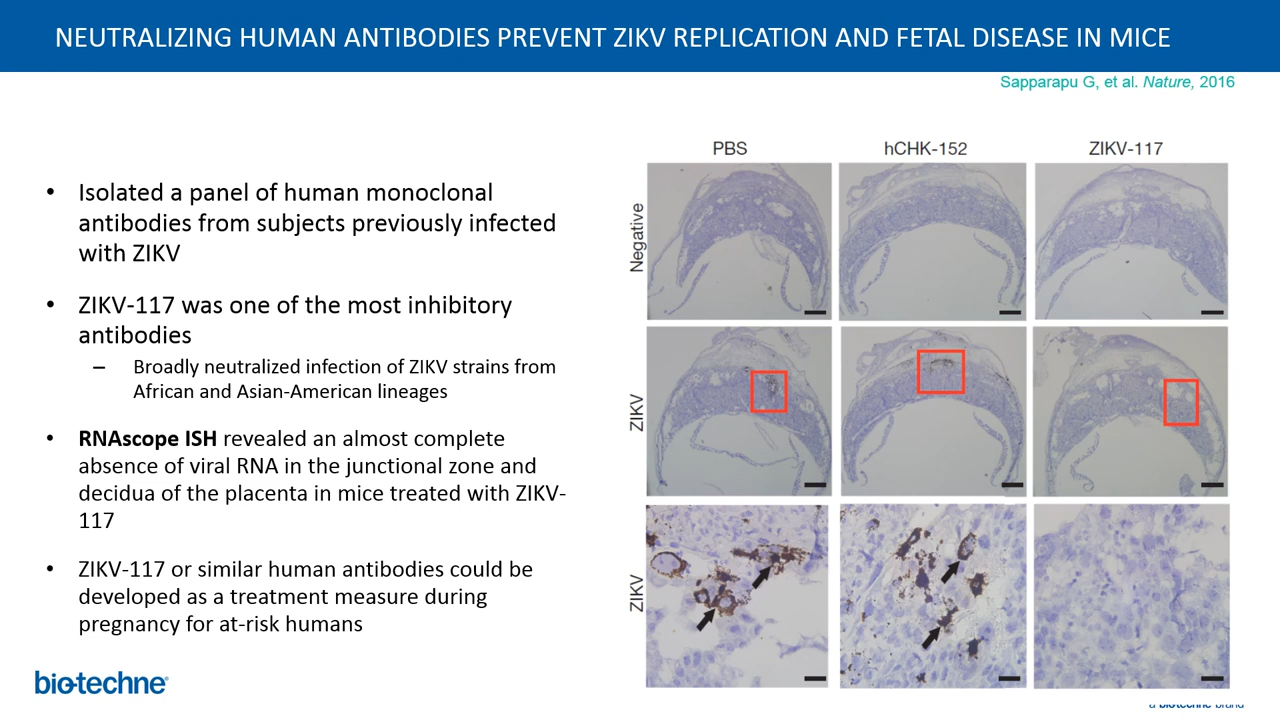 NEUTRALIZING HUMAN ANTIBODIES PREVENT ZIKV REPLICATION AND FETAL DISEASE IN MICE
Sapparapu G, et al. Nature, 2016
• Isolated a panel of human monoclonal
antibodies from subjects previously infected
with ZIKV
• ZIKV-117 was one of the most inhibitory
antibodies
– Broadly neutralized infection of ZIKV strains from
African and Asian-American lineages
• RNAscope ISH revealed an almost complete
absence of viral RNA in the junctional zone and
decidua of the placenta in mice treated with ZIKV-
117
• ZIKV-117 or similar human antibodies could be
developed as a treatment measure during
pregnancy for at-risk humans
PBS
hCHK-152
ZIKV-117
Negative
ZIKV
ZIKV
bio-techne
a biotechne brand